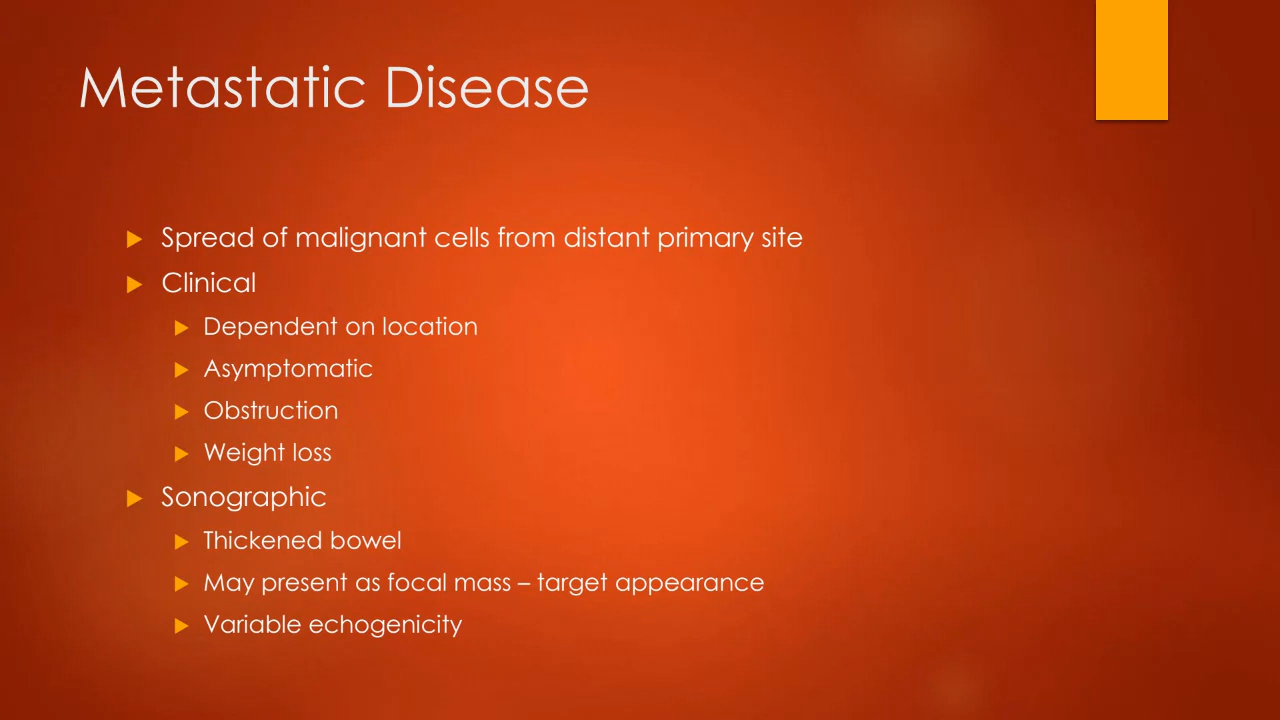 Metastatic Disease
Spread of malignant cells from distant primary site
Clinical
Dependent on location
Asymptomatic
Obstruction
Weight loss
Sonographic
Thickened bowel
May present as focal mass – target appearance
Variable echogenicity